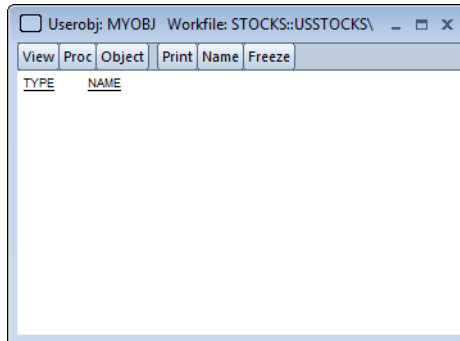 Userobj: MYOBJ Workfile: STOCKS::USSTOCKS\
View Proc Object Print Name Freeze
TYPE NAME